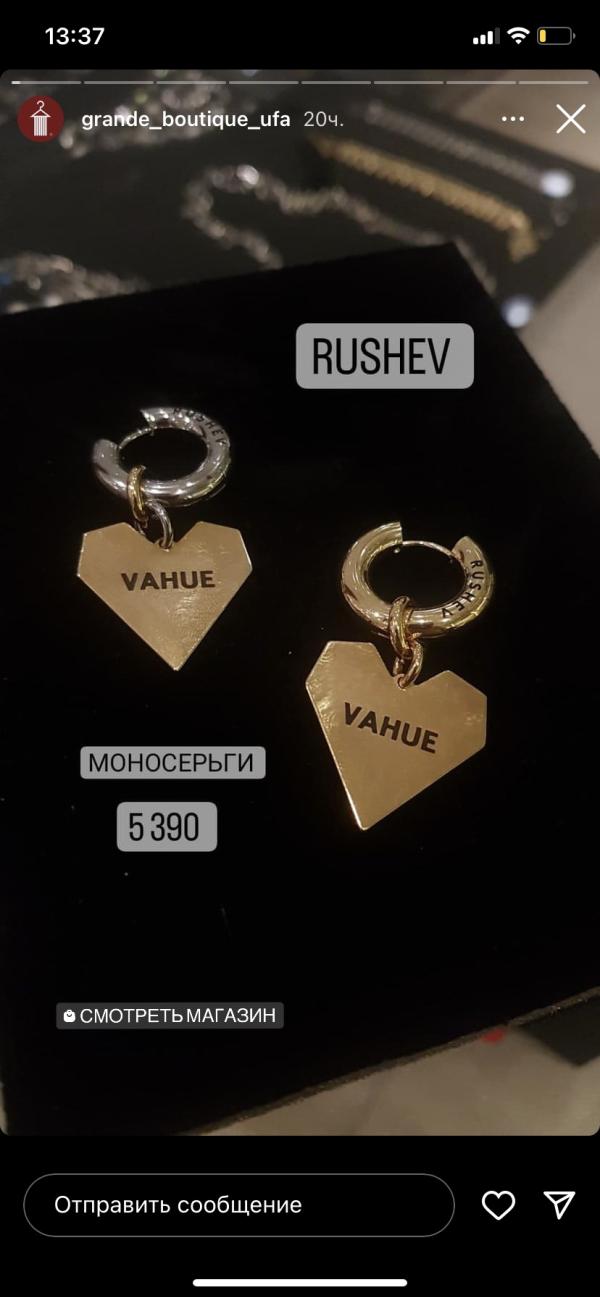 13:37
grande_boutique_ufa 20ч.
RUSHEV
RUSHEV
VAHUE
RUSHEV
VAHUE
МОНОСЕРЬГИ
5 390
СМОТРЕТЬ МАГАЗИН
Отправить сообщение